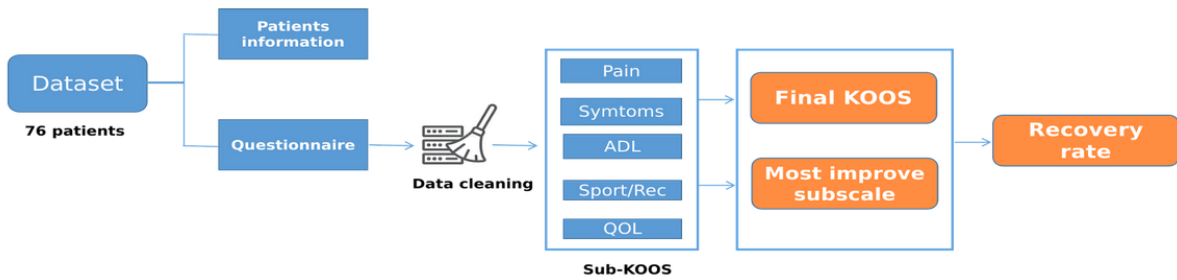 Patients
information
Dataset
76 patients
Questionnaire
Data cleaning
Pain
Symtoms
ADL
Sport/Rec
QOL
Sub-KOOS
Final KOOS
Most improve
subscale
Recovery
rate